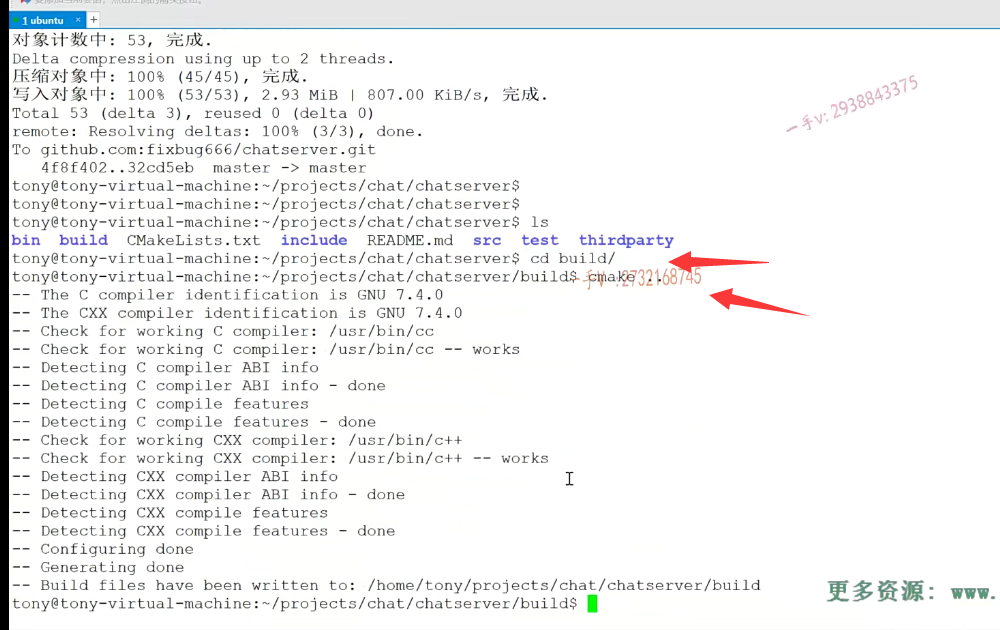 1 ubuntu × +
对象计数中: 53, 完成.
Delta compression using up to 2 threads.
压缩对象中: 100% (45/45), 完成.
写入对象中: 100% (53/53), 2.93 MiB | 807.00 KiB/s, 完成.
Total 53 (delta 3), reused 0 (delta 0)
remote: Resolving deltas: 100% (3/3), done.
To github.com:fixbug666/chatserver.git
   4f8f402..32cd5eb  master -> master
tony@tony-virtual-machine:~/projects/chat/chatserver$
tony@tony-virtual-machine:~/projects/chat/chatserver$
tony@tony-virtual-machine:~/projects/chat/chatserver$ ls
bin  build  CMakeLists.txt  include  README.md  src  test  thirdparty
tony@tony-virtual-machine:~/projects/chat/chatserver$ cd build/
tony@tony-virtual-machine:~/projects/chat/chatserver/build$ cmake ..
-- The C compiler identification is GNU 7.4.0
-- The CXX compiler identification is GNU 7.4.0
-- Check for working C compiler: /usr/bin/cc
-- Check for working C compiler: /usr/bin/cc -- works
-- Detecting C compiler ABI info
-- Detecting C compiler ABI info - done
-- Detecting C compile features
-- Detecting C compile features - done
-- Check for working CXX compiler: /usr/bin/c++
-- Check for working CXX compiler: /usr/bin/c++ -- works
-- Detecting CXX compiler ABI info
-- Detecting CXX compiler ABI info - done
-- Detecting CXX compile features
-- Detecting CXX compile features - done
-- Configuring done
-- Generating done
-- Build files have been written to: /home/tony/projects/chat/chatserver/build
tony@tony-virtual-machine:~/projects/chat/chatserver/build$
一手v:2938843375
一手V:2732168745
更多资源: www.